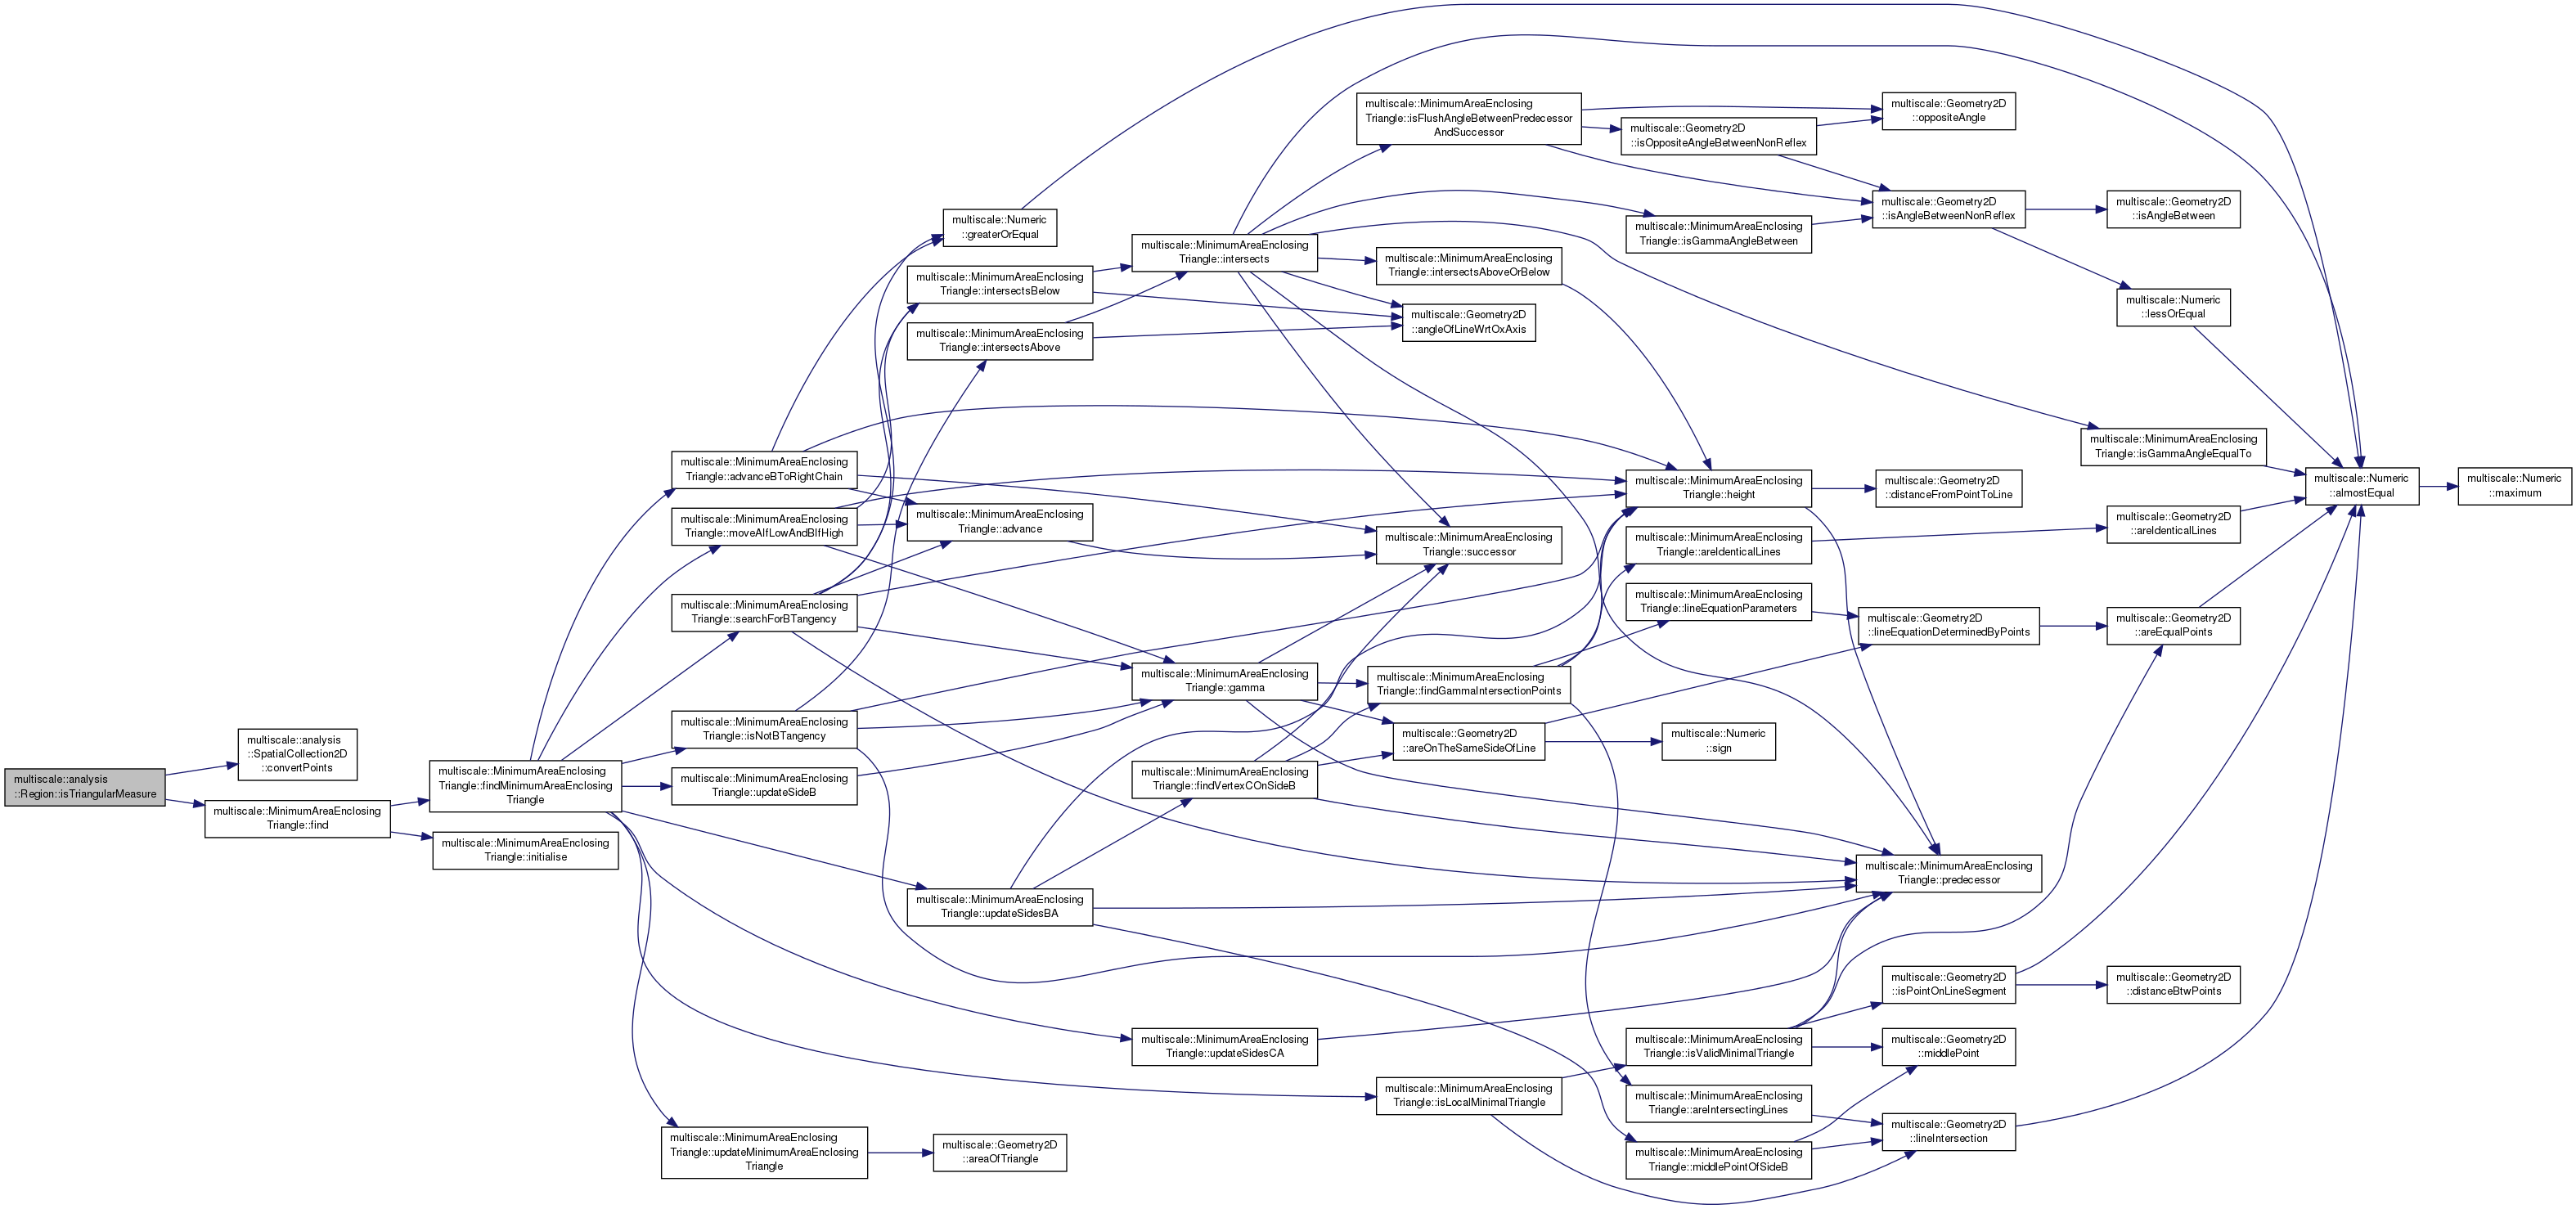 multiscale::analysis
::Region::isTriangularMeasure
multiscale::analysis
::SpatialCollection2D
::convertPoints
multiscale::MinimumAreaEnclosing
Triangle::find
multiscale::MinimumAreaEnclosing
Triangle::findMinimumAreaEnclosing
Triangle
multiscale::MinimumAreaEnclosing
Triangle::initialise
multiscale::MinimumAreaEnclosing
Triangle::advanceBToRightChain
multiscale::MinimumAreaEnclosing
Triangle::moveAIfLowAndBIfHigh
multiscale::MinimumAreaEnclosing
Triangle::searchForBTangency
multiscale::MinimumAreaEnclosing
Triangle::isNotBTangency
multiscale::MinimumAreaEnclosing
Triangle::updateSideB
multiscale::MinimumAreaEnclosing
Triangle::updateMinimumAreaEnclosing
Triangle
multiscale::Numeric
::greaterOrEqual
multiscale::MinimumAreaEnclosing
Triangle::intersectsBelow
multiscale::MinimumAreaEnclosing
Triangle::intersectsAbove
multiscale::MinimumAreaEnclosing
Triangle::advance
multiscale::MinimumAreaEnclosing
Triangle::updateSidesBA
multiscale::Geometry2D
::areaOfTriangle
multiscale::MinimumAreaEnclosing
Triangle::intersects
multiscale::MinimumAreaEnclosing
Triangle::gamma
multiscale::MinimumAreaEnclosing
Triangle::findVertexCOnSideB
multiscale::MinimumAreaEnclosing
Triangle::updateSidesCA
multiscale::MinimumAreaEnclosing
Triangle::isFlushAngleBetweenPredecessor
AndSuccessor
multiscale::MinimumAreaEnclosing
Triangle::intersectsAboveOrBelow
multiscale::Geometry2D
::angleOfLineWrtOxAxis
multiscale::MinimumAreaEnclosing
Triangle::successor
multiscale::MinimumAreaEnclosing
Triangle::findGammaIntersectionPoints
multiscale::Geometry2D
::areOnTheSameSideOfLine
multiscale::MinimumAreaEnclosing
Triangle::isLocalMinimalTriangle
multiscale::Geometry2D
::isOppositeAngleBetweenNonReflex
multiscale::MinimumAreaEnclosing
Triangle::isGammaAngleBetween
multiscale::MinimumAreaEnclosing
Triangle::height
multiscale::MinimumAreaEnclosing
Triangle::areIdenticalLines
multiscale::MinimumAreaEnclosing
Triangle::lineEquationParameters
multiscale::Numeric
::sign
multiscale::MinimumAreaEnclosing
Triangle::isValidMinimalTriangle
multiscale::MinimumAreaEnclosing
Triangle::areIntersectingLines
multiscale::MinimumAreaEnclosing
Triangle::middlePointOfSideB
multiscale::Geometry2D
::oppositeAngle
multiscale::Geometry2D
::isAngleBetweenNonReflex
multiscale::Geometry2D
::distanceFromPointToLine
multiscale::Geometry2D
::lineEquationDeterminedByPoints
multiscale::MinimumAreaEnclosing
Triangle::predecessor
multiscale::Geometry2D
::isPointOnLineSegment
multiscale::Geometry2D
::middlePoint
multiscale::Geometry2D
::lineIntersection
multiscale::Geometry2D
::isAngleBetween
multiscale::Numeric
::lessOrEqual
multiscale::MinimumAreaEnclosing
Triangle::isGammaAngleEqualTo
multiscale::Geometry2D
::areIdenticalLines
multiscale::Geometry2D
::areEqualPoints
multiscale::Geometry2D
::distanceBtwPoints
multiscale::Numeric
::almostEqual
multiscale::Numeric
::maximum